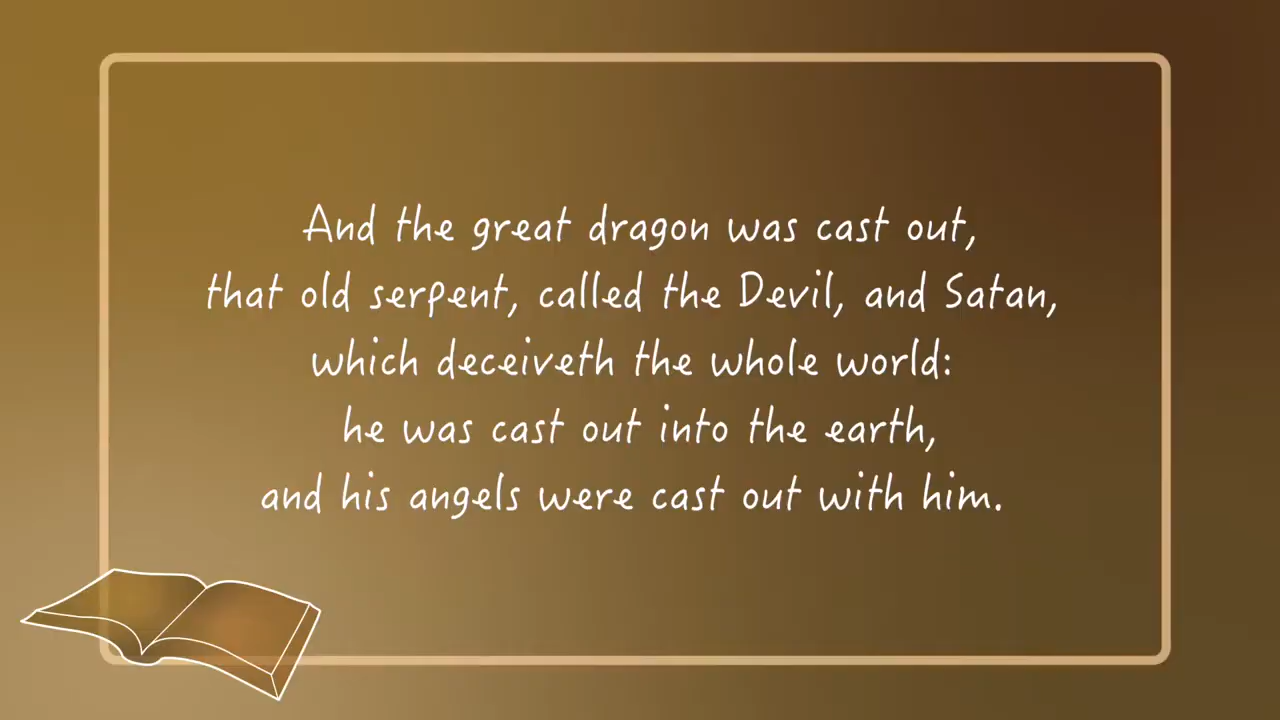 And the great dragon was cast out,
that old serpent, called the Devil, and Satan,
which deceiveth the whole world:
he was cast out into the earth,
and his angels were cast out with him.